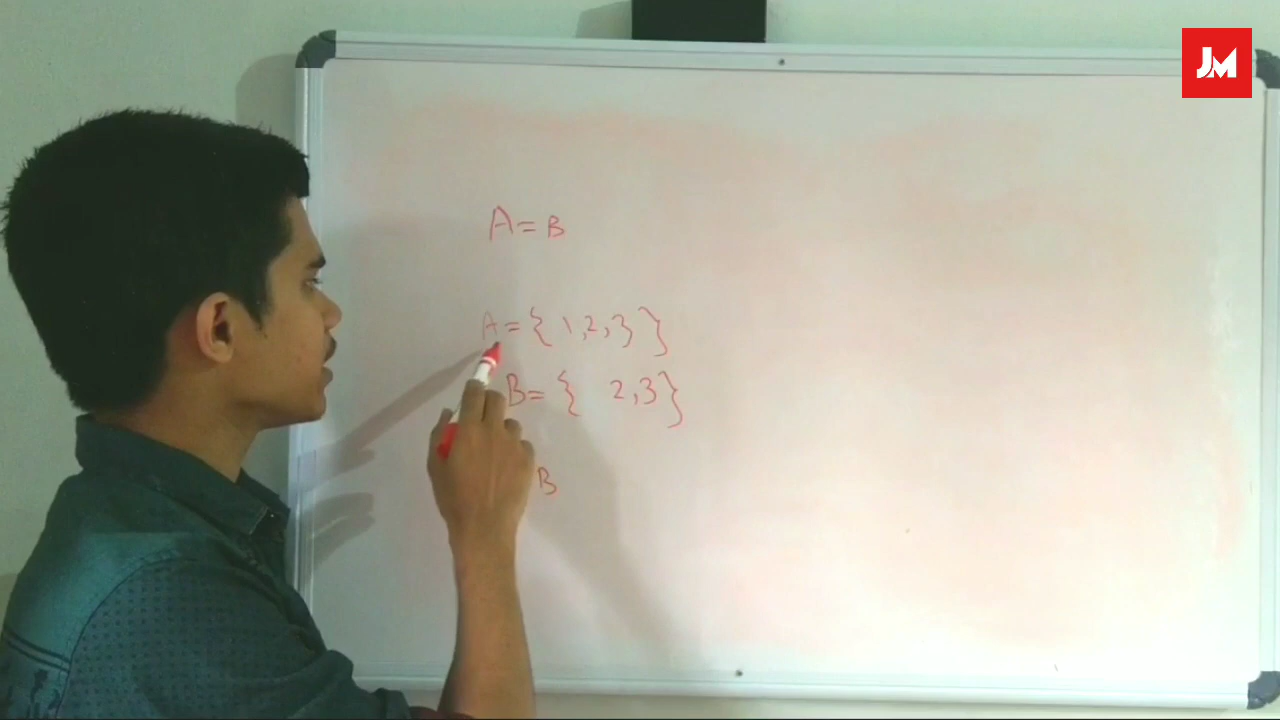 JM
A = B
A = { 1, 2, 3 }
B = { 2, 3 }
B